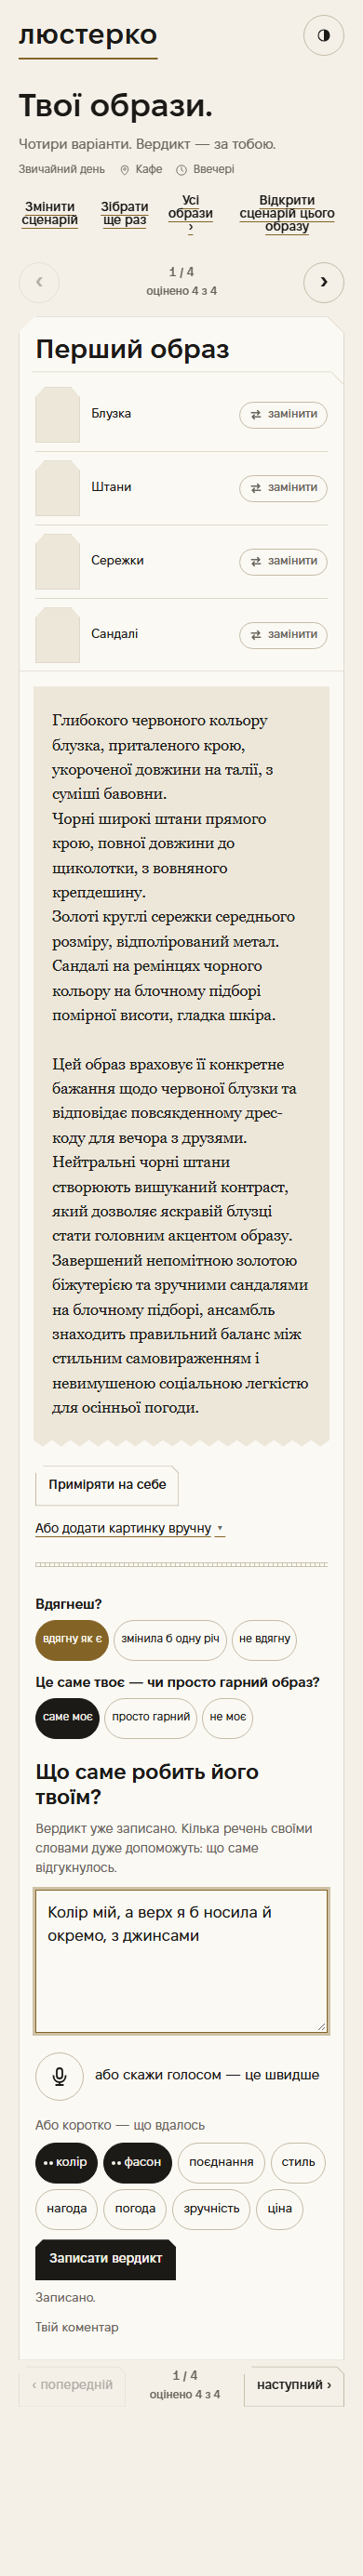 люстерко
Твої образи.
Чотири варіанти. Вердикт — за тобою.
Звичайний день Кафе Ввечері
Змінити
сценарій
Зібрати
ще раз
Усі
образи
›
Відкрити
сценарій цього
образу
‹
1 / 4
оцінено 4 з 4
›
Перший образ
Блузка
замінити
Штани
замінити
Сережки
замінити
Сандалі
замінити
Глибокого червоного кольору
блузка, приталеного крою,
укороченої довжини на талії, з
суміші бавовни.
Чорні широкі штани прямого
крою, повної довжини до
щиколотки, з вовняного
крепдешину.
Золоті круглі сережки середнього
розміру, відполірований метал.
Сандалі на ремінцях чорного
кольору на блочному підборі
помірної висоти, гладка шкіра.
Цей образ враховує її конкретне
бажання щодо червоної блузки та
відповідає повсякденному дрес-
коду для вечора з друзями.
Нейтральні чорні штани
створюють вишуканий контраст,
який дозволяє яскравій блузці
стати головним акцентом образу.
Завершений непомітною золотою
біжутерією та зручними сандалями
на блочному підборі, ансамбль
знаходить правильний баланс між
стильним самовираженням і
невимушеною соціальною легкістю
для осінньої погоди.
Приміряти на себе
Або додати картинку вручну ▾
Вдягнеш?
вдягну як є
змінила б одну річ
не вдягну
Це саме твоє — чи просто гарний образ?
саме моє
просто гарний
не моє
Що саме робить його
твоїм?
Вердикт уже записано. Кілька речень своїми
словами дуже допоможуть: що саме
відгукнулось.
Колір мій, а верх я б носила й
окремо, з джинсами
або скажи голосом — це швидше
Або коротко — що вдалось
•• колір
•• фасон
поєднання
стиль
нагода
погода
зручність
ціна
Записати вердикт
Записано.
Твій коментар
‹ попередній
1 / 4
оцінено 4 з 4
наступний ›